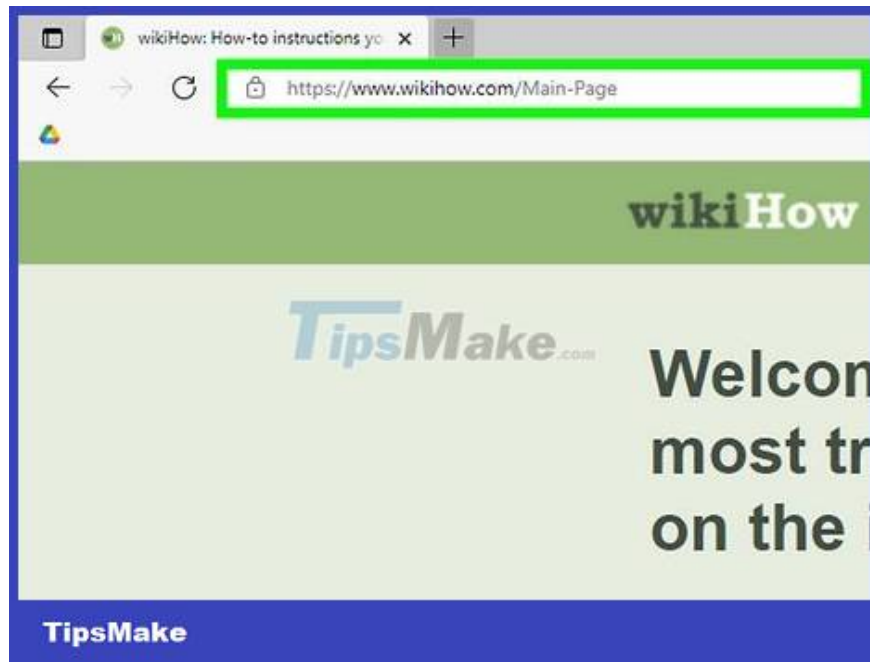 wikiHow: How-to instructions yo
https://www.wikihow.com/Main-Page
wikiHow
TipsMake.com
Welcom
most tr
on the i
TipsMake